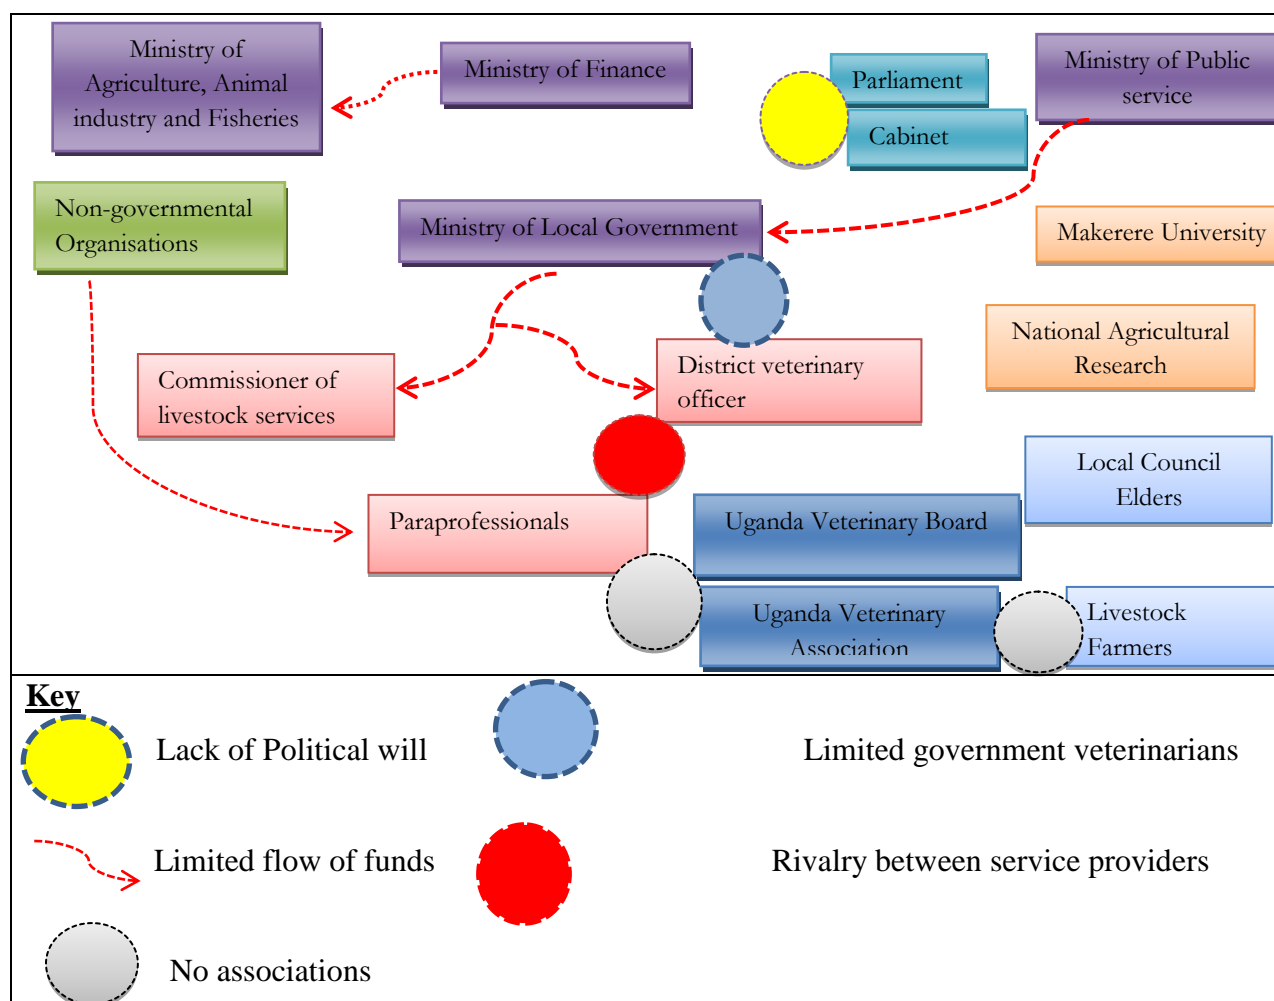 Ministry of
Agriculture, Animal
industry and Fisheries
Ministry of Finance
Parliament
Cabinet
Ministry of Public
service
Non-governmental
Organisations
Ministry of Local Government
Makerere University
National Agricultural
Research
Commissioner of
livestock services
District veterinary
officer
Local Council
Elders
Paraprofessionals
Uganda Veterinary Board
Uganda Veterinary
Association
Livestock
Farmers
Key
Lack of Political will
Limited government veterinarians
Limited flow of funds
Rivalry between service providers
No associations